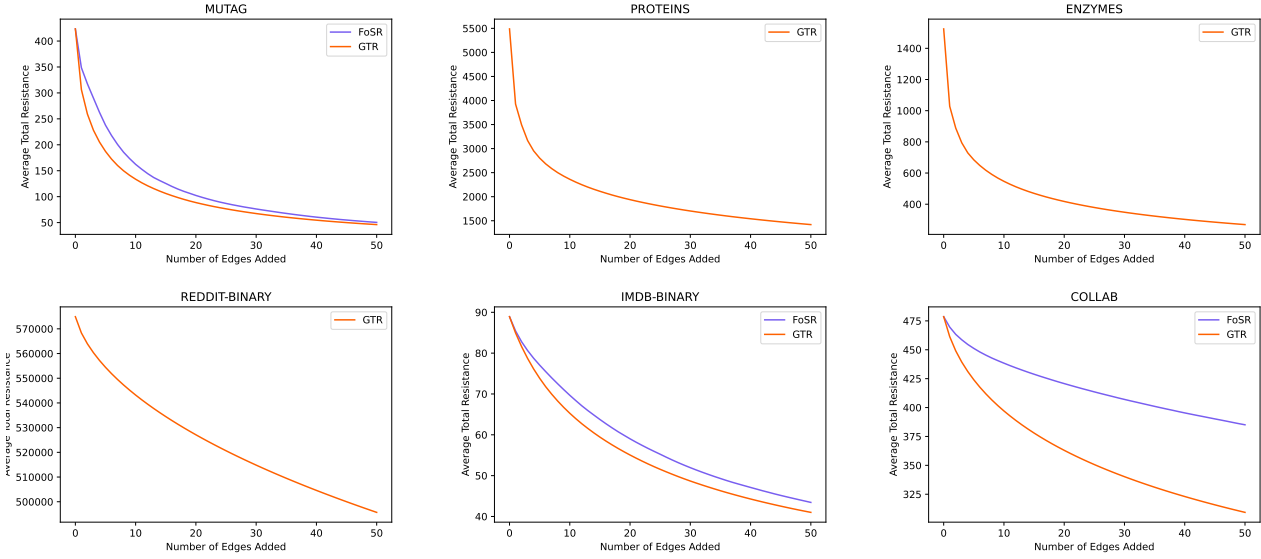 MUTAG
Average Total Resistance
400
350
300
250
200
150
100
50
0 10 20 30 40 50
Number of Edges Added
FoSR
GTR
PROTEINS
Average Total Resistance
5500
5000
4500
4000
3500
3000
2500
2000
1500
0 10 20 30 40 50
Number of Edges Added
GTR
ENZYMES
Average Total Resistance
1400
1200
1000
800
600
400
0 10 20 30 40 50
Number of Edges Added
GTR
REDDIT-BINARY
Average Total Resistance
570000
560000
550000
540000
530000
520000
510000
500000
0 10 20 30 40 50
Number of Edges Added
GTR
IMDB-BINARY
Average Total Resistance
90
80
70
60
50
40
0 10 20 30 40 50
Number of Edges Added
FoSR
GTR
COLLAB
Average Total Resistance
475
450
425
400
375
350
325
0 10 20 30 40 50
Number of Edges Added
FoSR
GTR